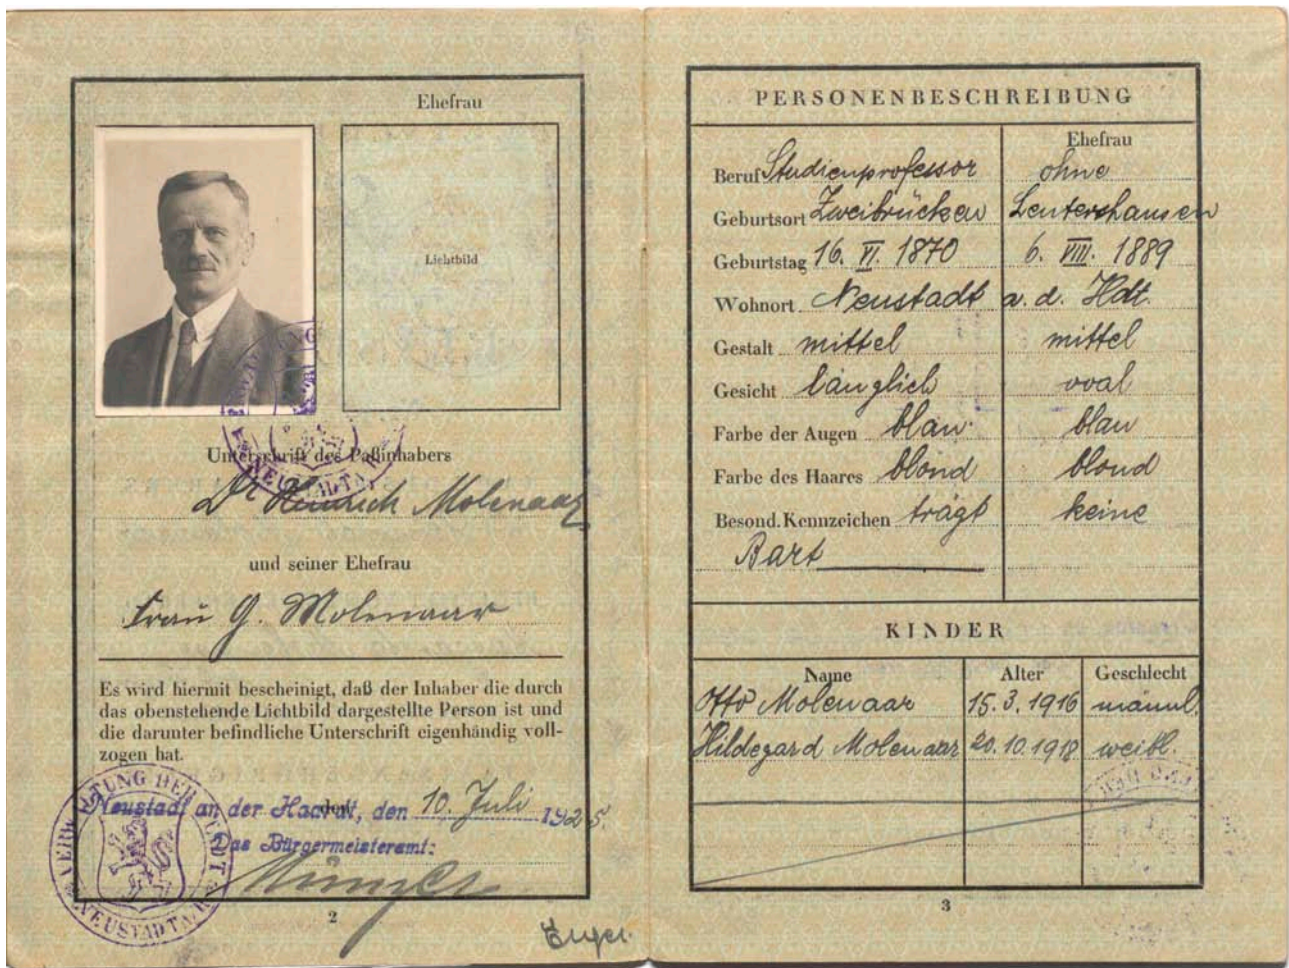 Ehefrau
Lichtbild
Unterschrift des Paßinhabers
Dr Heinrich Molenaar
und seiner Ehefrau
Frau G. Molenaar
Es wird hiermit bescheinigt, daß der Inhaber die durch
das obenstehende Lichtbild dargestellte Person ist und
die darunter befindliche Unterschrift eigenhändig voll-
zogen hat.
Neustadt an der Haardt, den 10. Juli 1925.
Das Bürgermeisteramt:
VERWALTUNG DER STADT
NEUSTADT A. H.
2
PERSONENBESCHREIBUNG
Ehefrau
Beruf Studienprofessor ohne
Geburtsort Zweibrücken Leutershausen
Geburtstag 16. VI. 1870 6. VIII. 1889
Wohnort Neustadt a. d. Hdt.
Gestalt mittel mittel
Gesicht länglich oval
Farbe der Augen blau blau
Farbe des Haares blond blond
Besond. Kennzeichen trägt keine
Bart
KINDER
Name Alter Geschlecht
Otto Molenaar 15.3.1916 männl.
Hildegard Molenaar 20.10.1918 weibl.
3